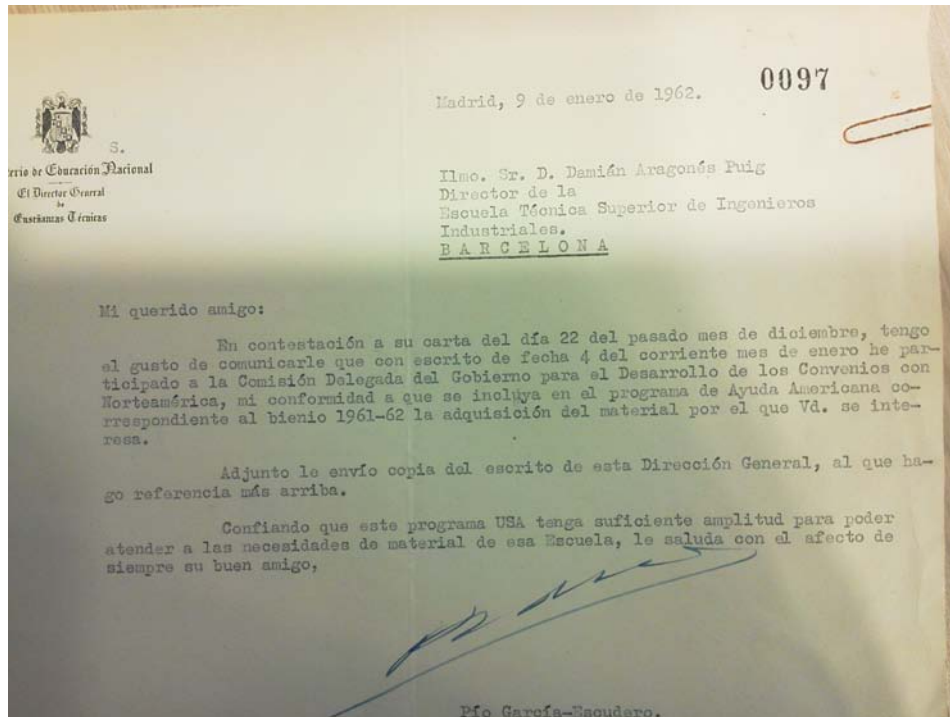 0097
Madrid, 9 de enero de 1962.
S.
erio de Educación Nacional
El Director General
de
Enseñanzas Técnicas
Ilmo. Sr. D. Damián Aragonés Puig
Director de la
Escuela Técnica Superior de Ingenieros
Industriales.
B A R C E L O N A
Mi querido amigo:
En contestación a su carta del día 22 del pasado mes de diciembre, tengo
el gusto de comunicarle que con escrito de fecha 4 del corriente mes de enero he par-
ticipado a la Comisión Delegada del Gobierno para el Desarrollo de los Convenios con
Norteamérica, mi conformidad a que se incluya en el programa de Ayuda Americana co-
rrespondiente al bienio 1961-62 la adquisición del material por el que Vd. se inte-
resa.
Adjunto le envío copia del escrito de esta Dirección General, al que ha-
go referencia más arriba.
Confiando que este programa USA tenga suficiente amplitud para poder
atender a las necesidades de material de esa Escuela, le saluda con el afecto de
siempre su buen amigo,
Pío García-Escudero.